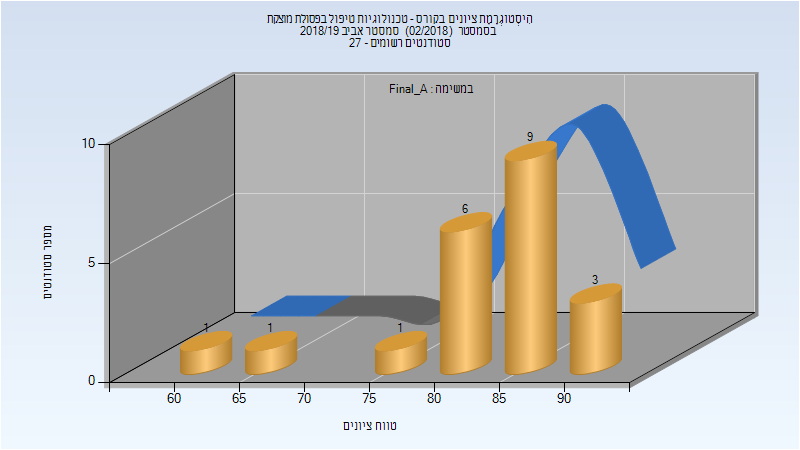 הִיסְטוֹגְרָמַת ציונים בקורס - טכנולוגיות טיפול בפסולת מוצקת
בסמסטר (02/2018) סמסטר אביב 2018/19
סטודנטים רשומים - 27
במשימה : Final_A
10
5
0
מספר סטודנטים
1
1
1
6
9
3
60
65
70
75
80
85
90
טווח ציונים